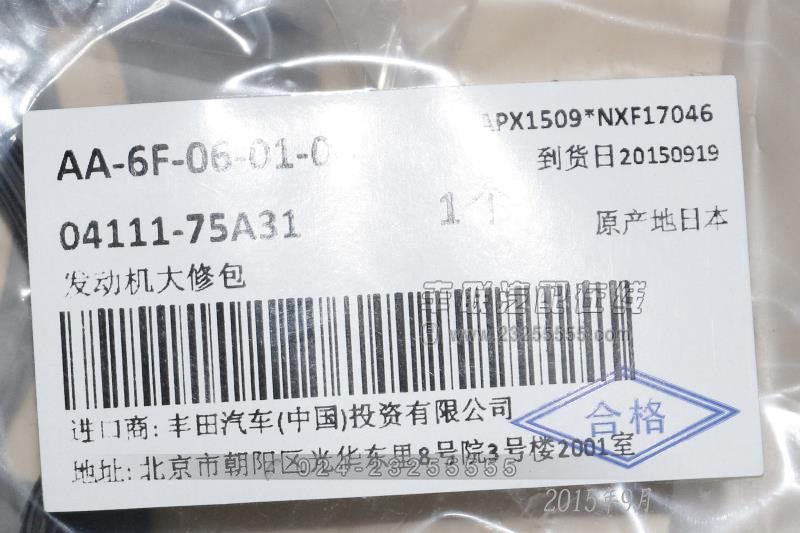 APX1509*NXF17046
AA-6F-06-01-0
到货日20150919
04111-75A31
1个
原产地日本
发动机大修包
www.23255555.com
进口商: 丰田汽车(中国)投资有限公司
合格
地址: 北京市朝阳区光华东里8号院3号楼2001室
024-23255555
2015年9月